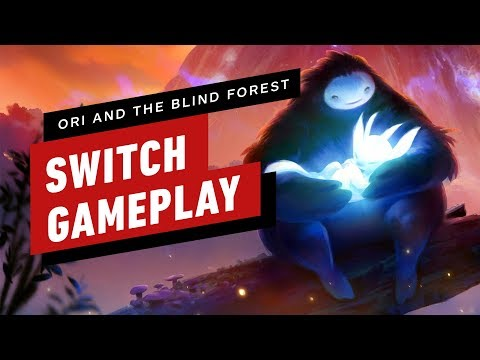 ORI AND THE BLIND FOREST
SWITCH
GAMEPLAY